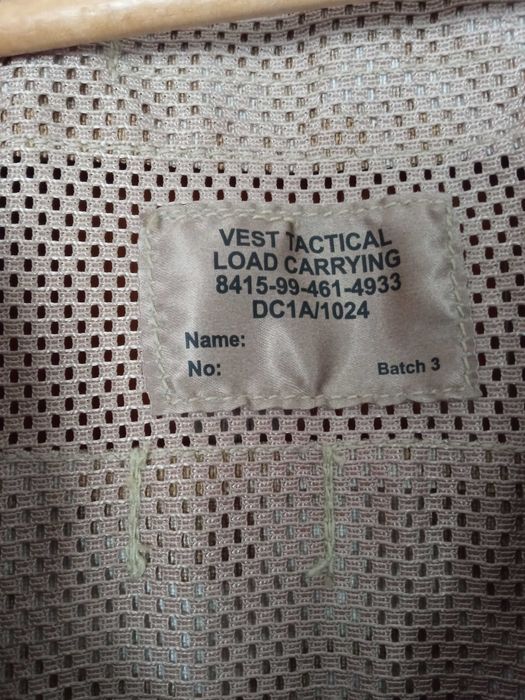 VEST TACTICAL
LOAD CARRYING
8415-99-461-4933
DC1A/1024
Name:
No:
Batch 3